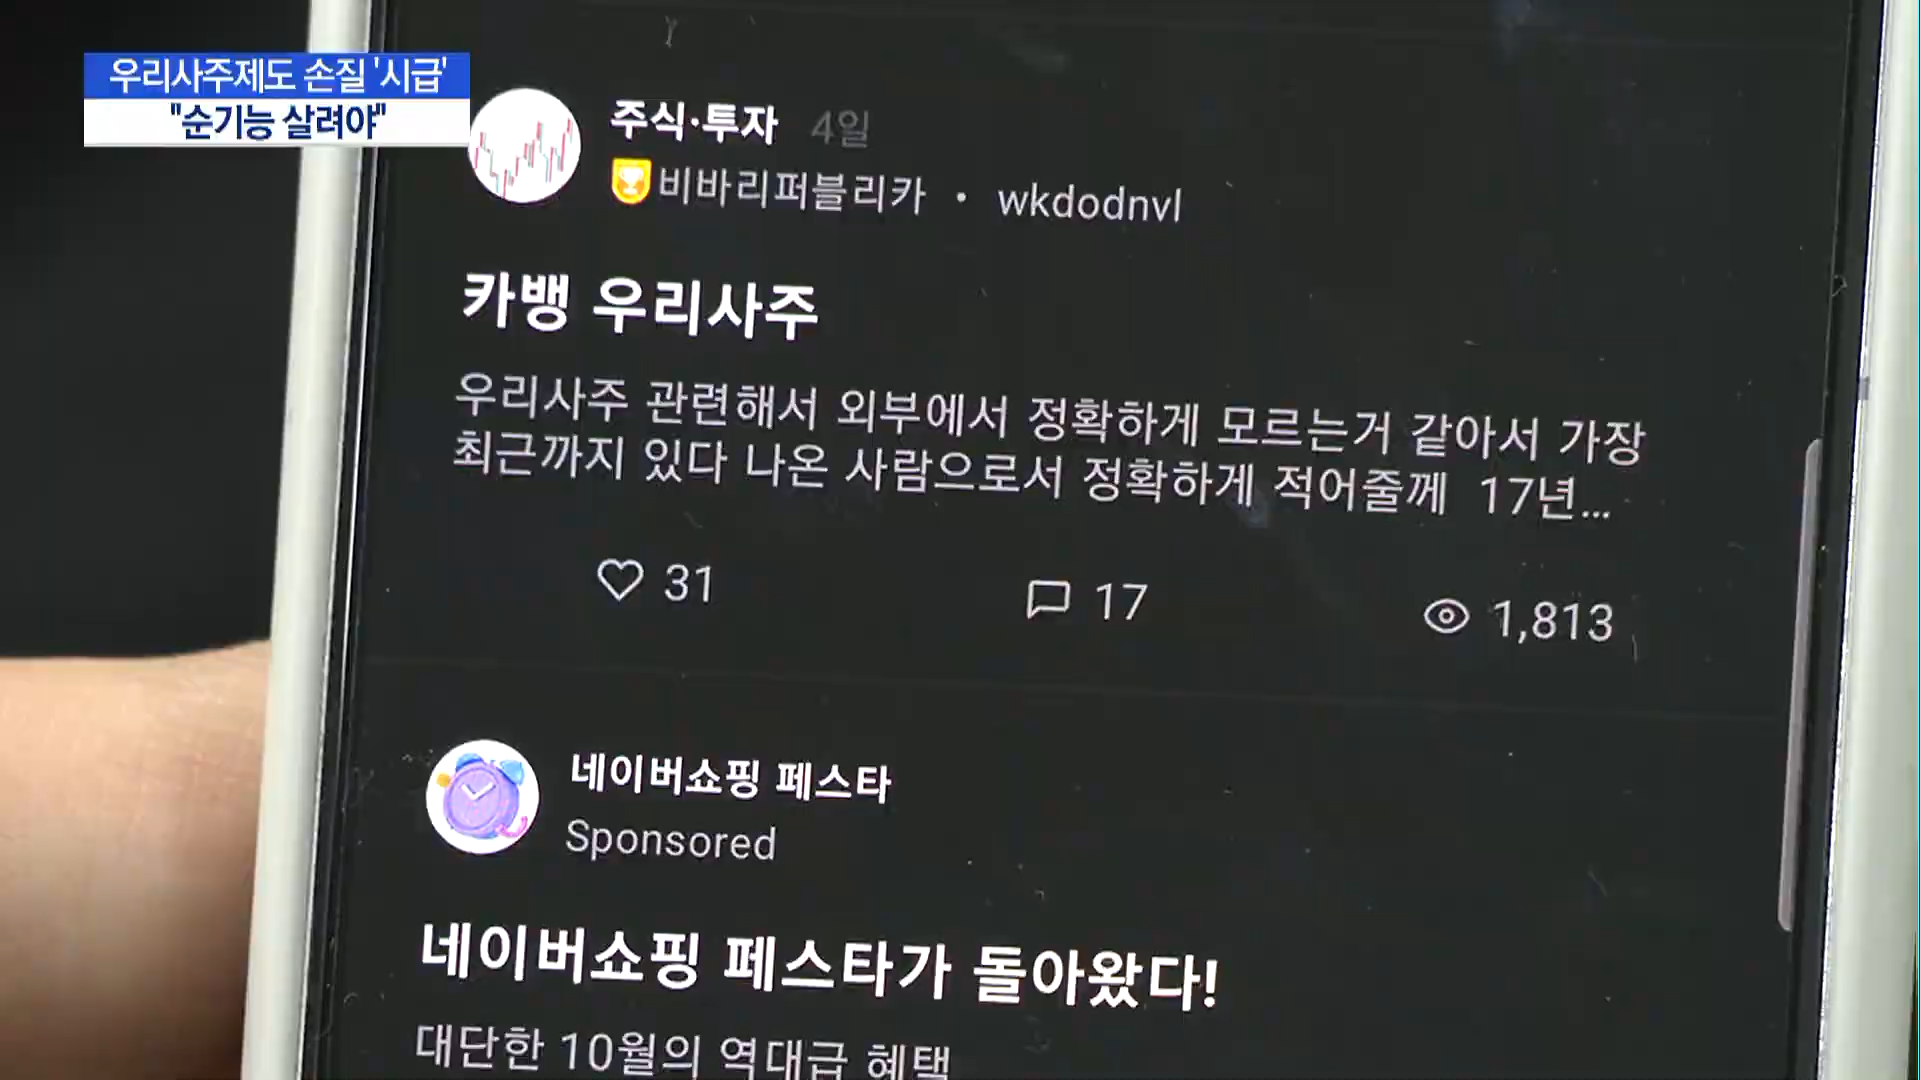 우리사주제도 손질 '시급'
"순기능 살려야"
주식·투자 4일
비바리퍼블리카 • wkdodnvl
카뱅 우리사주
우리사주 관련해서 외부에서 정확하게 모르는거 같아서 가장
최근까지 있다 나온 사람으로서 정확하게 적어줄께 17년...
31 17 1,813
네이버쇼핑 페스타
Sponsored
네이버쇼핑 페스타가 돌아왔다!
대단한 10월의 역대급 혜택